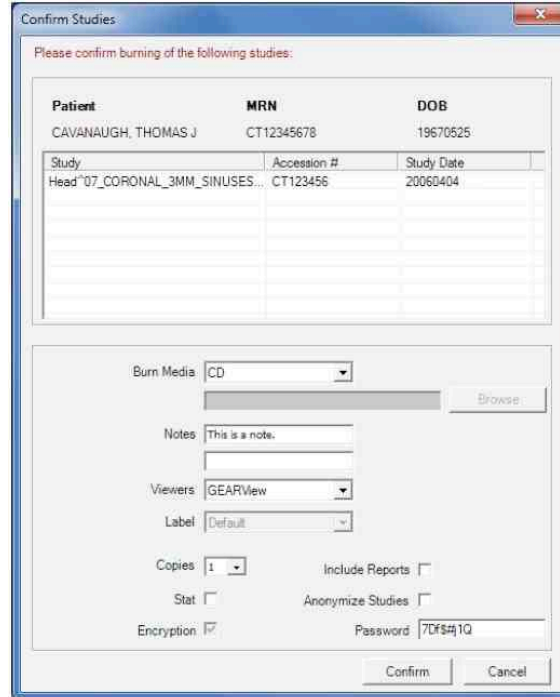 Confirm Studies
Please confirm burning of the following studies:
Patient MRN DOB
CAVANAUGH, THOMAS J CT12345678 19670525
Study Accession # Study Date
Head^07_CORONAL_3MM_SINUSES... CT123456 20060404
Burn Media CD
Browse
Notes This is a note.
Viewers GEARView
Label Default
Copies 1 Include Reports
Stat Anonymize Studies
Encryption Password 7Df$#j1Q
Confirm Cancel